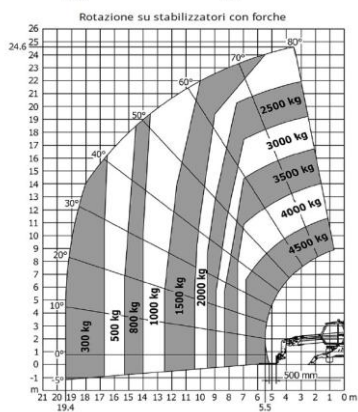 Rotazione su stabilizzatori con forche
26
25
24.6
24
23
22
21
20
19
18
17
16
15
14
13
12
11
10
9
8
7
6
5
4
3
2
1
0
-1
m
80°
70°
60°
50°
40°
30°
20°
10°
0°
-5°
2500 kg
3000 kg
3500 kg
4000 kg
4500 kg
300 kg
500 kg
800 kg
1000 kg
1500 kg
2000 kg
500 mm
21 20 19 18 17 16 15 14 13 12 11 10 9 8 7 6 5 4 3 2 1 0 m
19.4 5.5